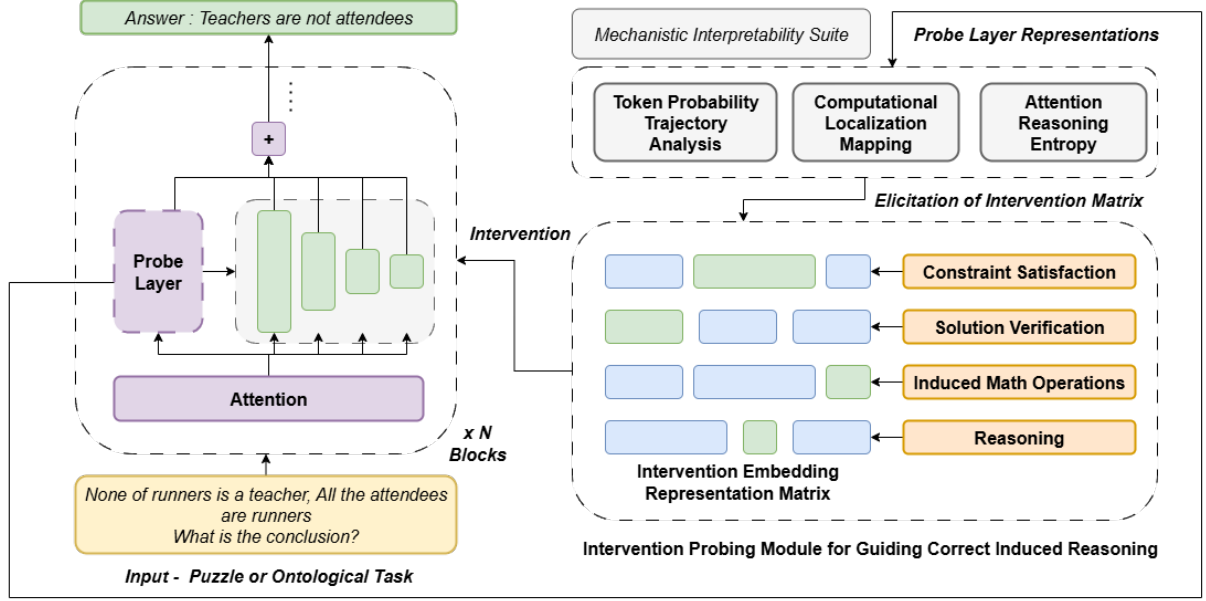 Answer : Teachers are not attendees
+
Probe
Layer
Attention
x N
Blocks
None of runners is a teacher, All the attendees
are runners
What is the conclusion?
Input -  Puzzle or Ontological Task
Intervention
Mechanistic Interpretability Suite
Probe Layer Representations
Token Probability
Trajectory
Analysis
Computational
Localization
Mapping
Attention
Reasoning
Entropy
Elicitation of Intervention Matrix
Constraint Satisfaction
Solution Verification
Induced Math Operations
Reasoning
Intervention Embedding
Representation Matrix
Intervention Probing Module for Guiding Correct Induced Reasoning